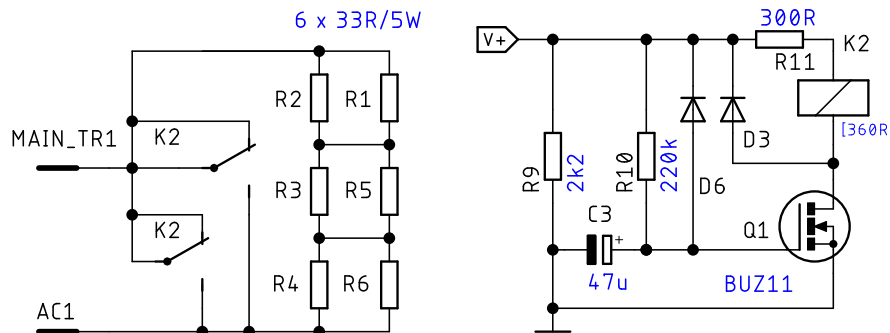 6 x 33R/5W
R2
R1
MAIN_TR1
K2
R3
R5
K2
R4
R6
AC1
V+
300R
R11
K2
[360R
D3
R9
2k2
R10
220k
D6
C3
+
47u
Q1
BUZ11